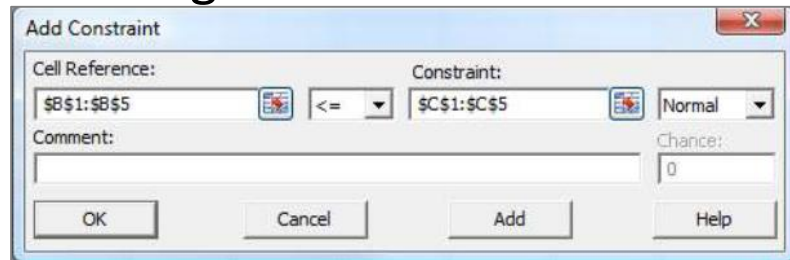 Add Constraint
Cell Reference: Constraint:
$B$1:$B$5 <= $C$1:$C$5 Normal
Comment: Chance:
0
OK Cancel Add Help